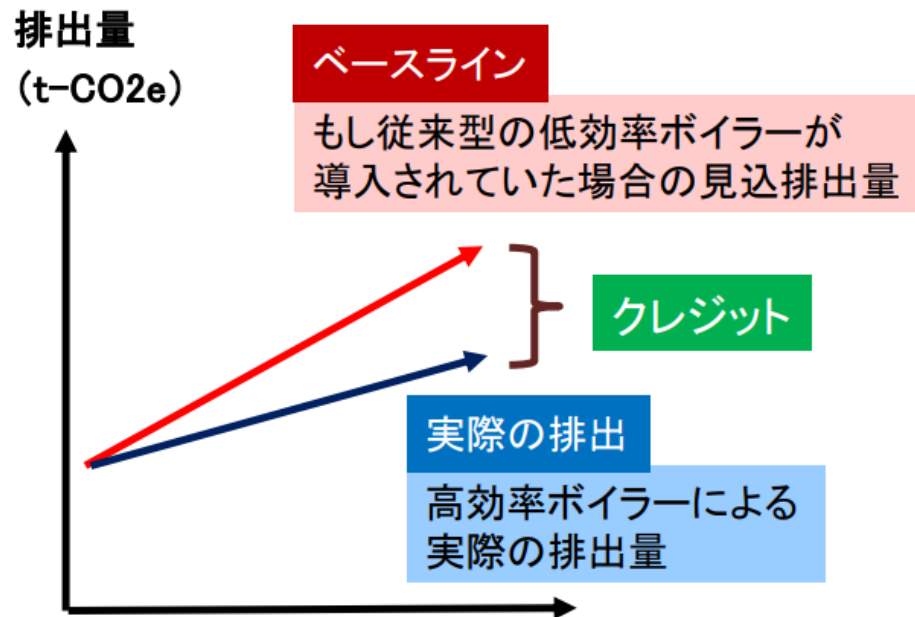 排出量
(t-CO2e)
ベースライン
もし従来型の低効率ボイラーが
導入されていた場合の見込排出量
クレジット
実際の排出
高効率ボイラーによる
実際の排出量